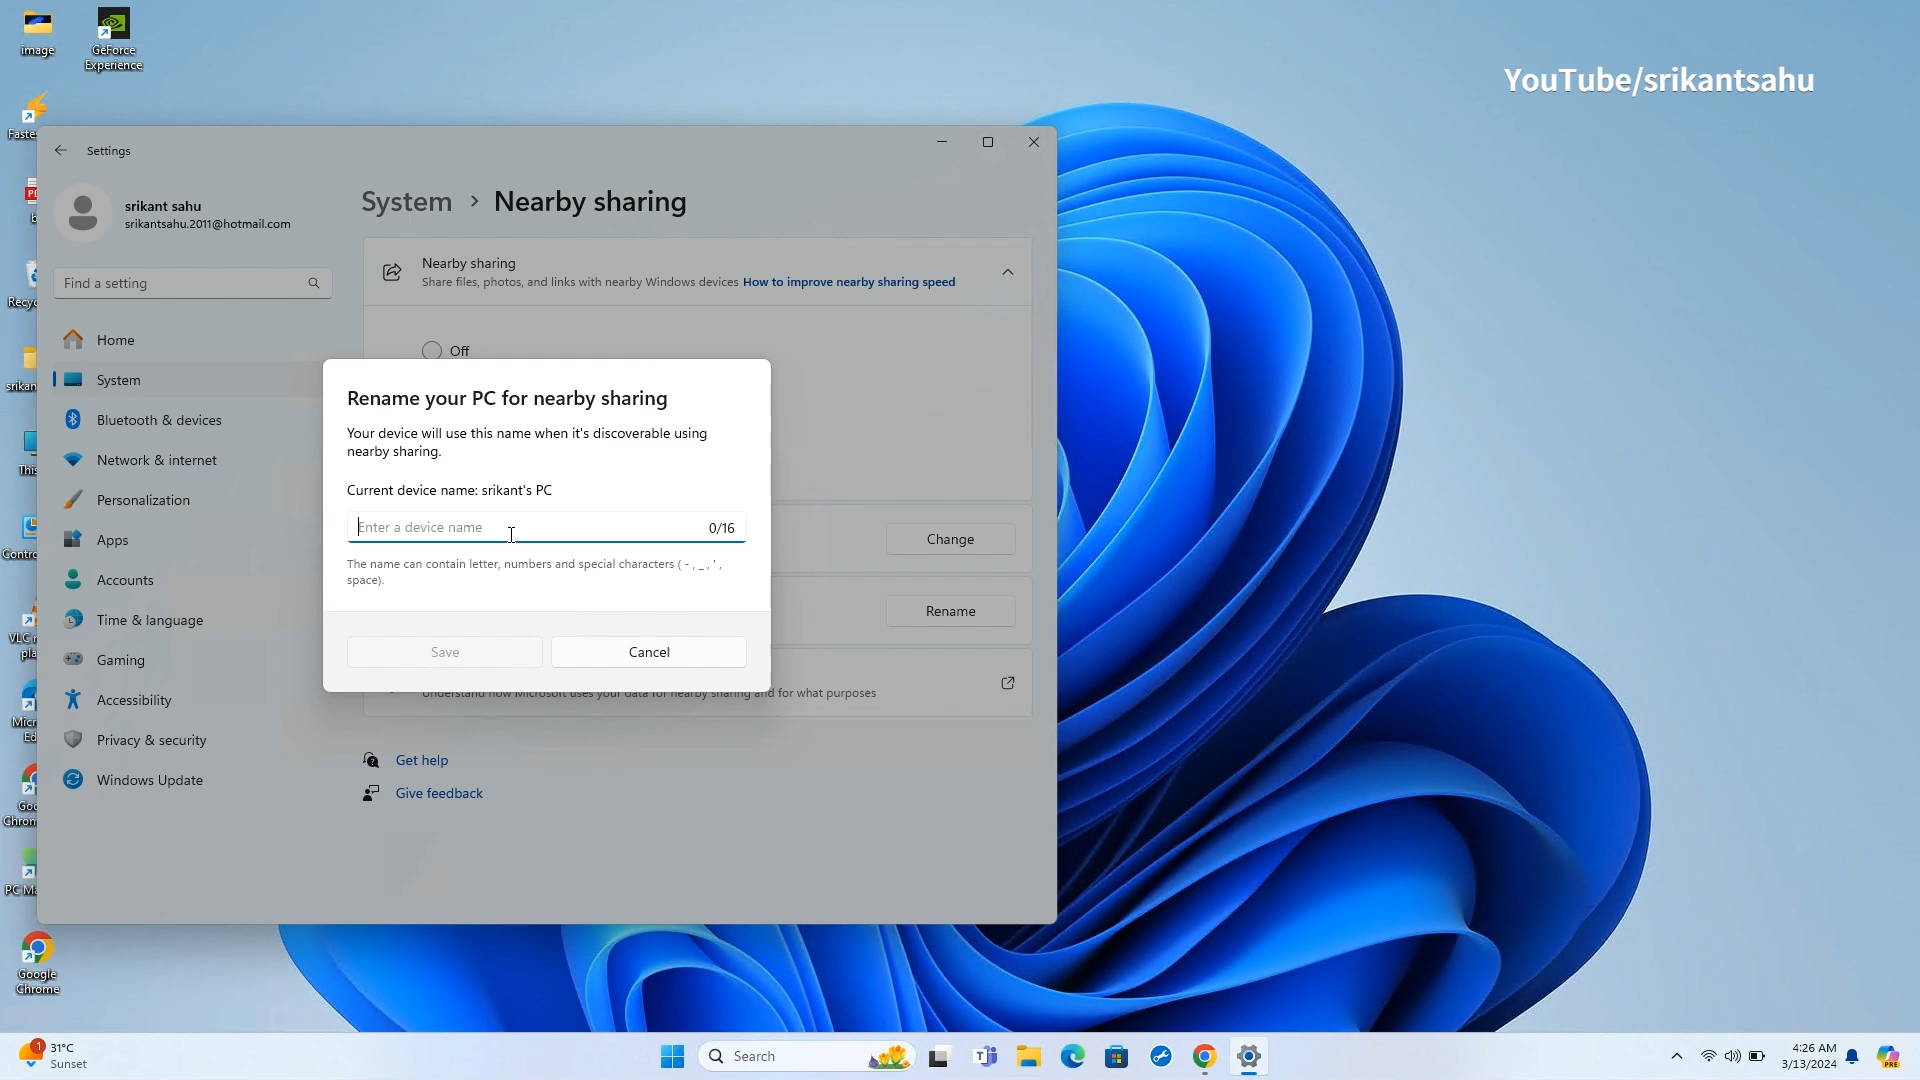 image
GeForce
Experience
YouTube/srikantsahu
Settings
srikant sahu
srikantsahu.2011@hotmail.com
Find a setting
Home
System
Bluetooth & devices
Network & internet
Personalization
Apps
Accounts
Time & language
Gaming
Accessibility
Privacy & security
Windows Update
System > Nearby sharing
Nearby sharing
Share files, photos, and links with nearby Windows devices How to improve nearby sharing speed
Off
Change
Rename
Understand how Microsoft uses your data for nearby sharing and for what purposes
Get help
Give feedback
Rename your PC for nearby sharing
Your device will use this name when it's discoverable using
nearby sharing.
Current device name: srikant's PC
Enter a device name 0/16
The name can contain letter, numbers and special characters ( - , _ , ' ,
space).
Save
Cancel
Google
Chrome
1
31°C
Sunset
Search
4:26 AM
3/13/2024
PRE